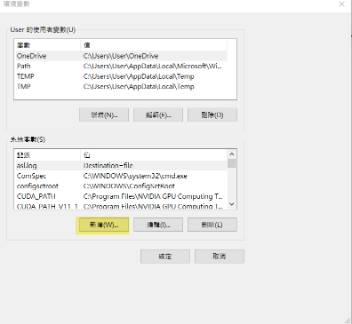 環境變數
User 的使用者變數(U)
變數 值
OneDrive C:\Users\User\OneDrive
Path C:\Users\User\AppData\Local\Microsoft\Wi...
TEMP C:\Users\User\AppData\Local\Temp
TMP C:\Users\User\AppData\Local\Temp
新增(N)... 編輯(E)... 刪除(D)
系統變數(S)
變數 值
asl.log Destination=file
ComSpec C:\WINDOWS\system32\cmd.exe
configsetroot C:\WINDOWS\ConfigSetRoot
CUDA_PATH C:\Program Files\NVIDIA GPU Computing T...
CUDA_PATH_V11_1 C:\Program Files\NVIDIA GPU Computing T...
新增(W)... 編輯(I)... 刪除(L)
確定 取消